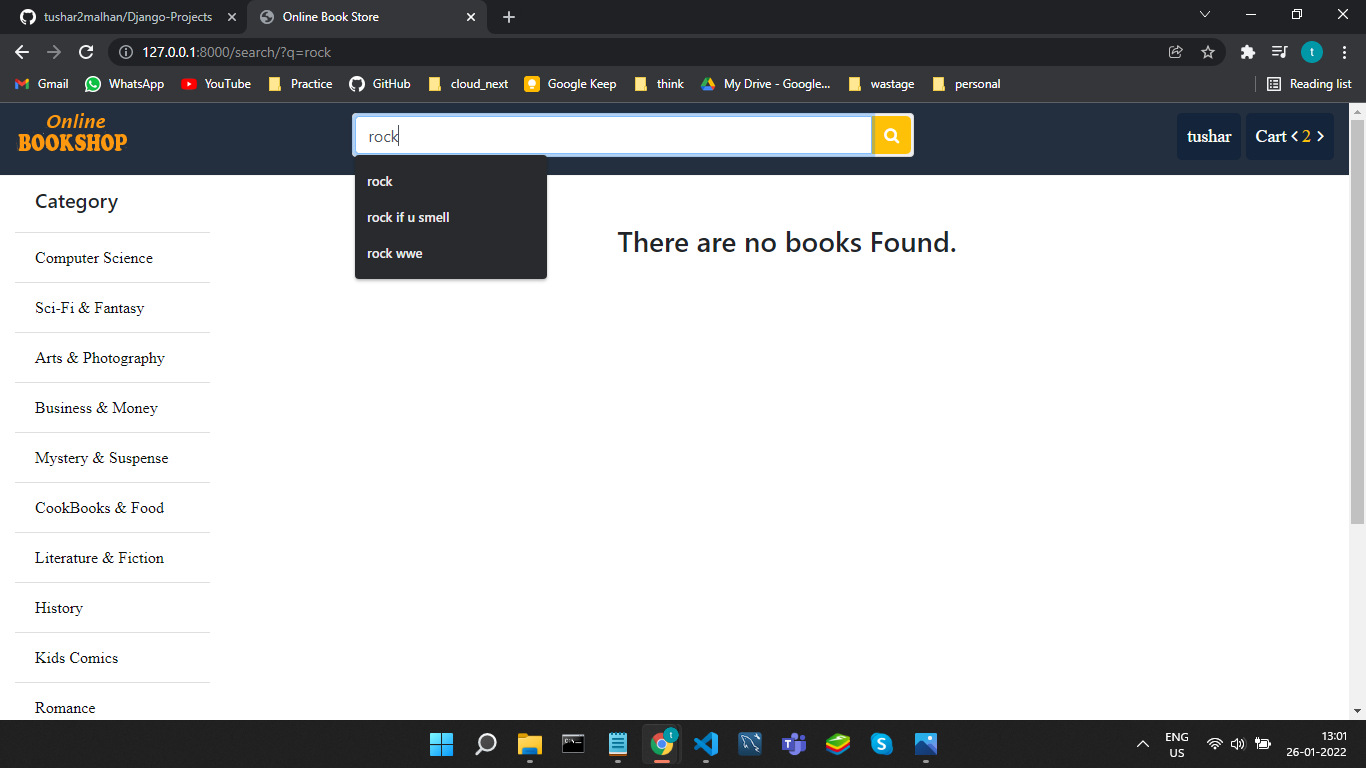 tushar2malhan/Django-Projects
Online Book Store
127.0.0.1:8000/search/?q=rock
t
Gmail
WhatsApp
YouTube
Practice
GitHub
cloud_next
Google Keep
think
My Drive - Google...
wastage
personal
Reading list
Online
BOOKSHOP
rock
tushar
Cart < 2 >
rock
rock if u smell
rock wwe
Category
There are no books Found.
Computer Science
Sci-Fi & Fantasy
Arts & Photography
Business & Money
Mystery & Suspense
CookBooks & Food
Literature & Fiction
History
Kids Comics
Romance
t
ENG
US
13:01
26-01-2022